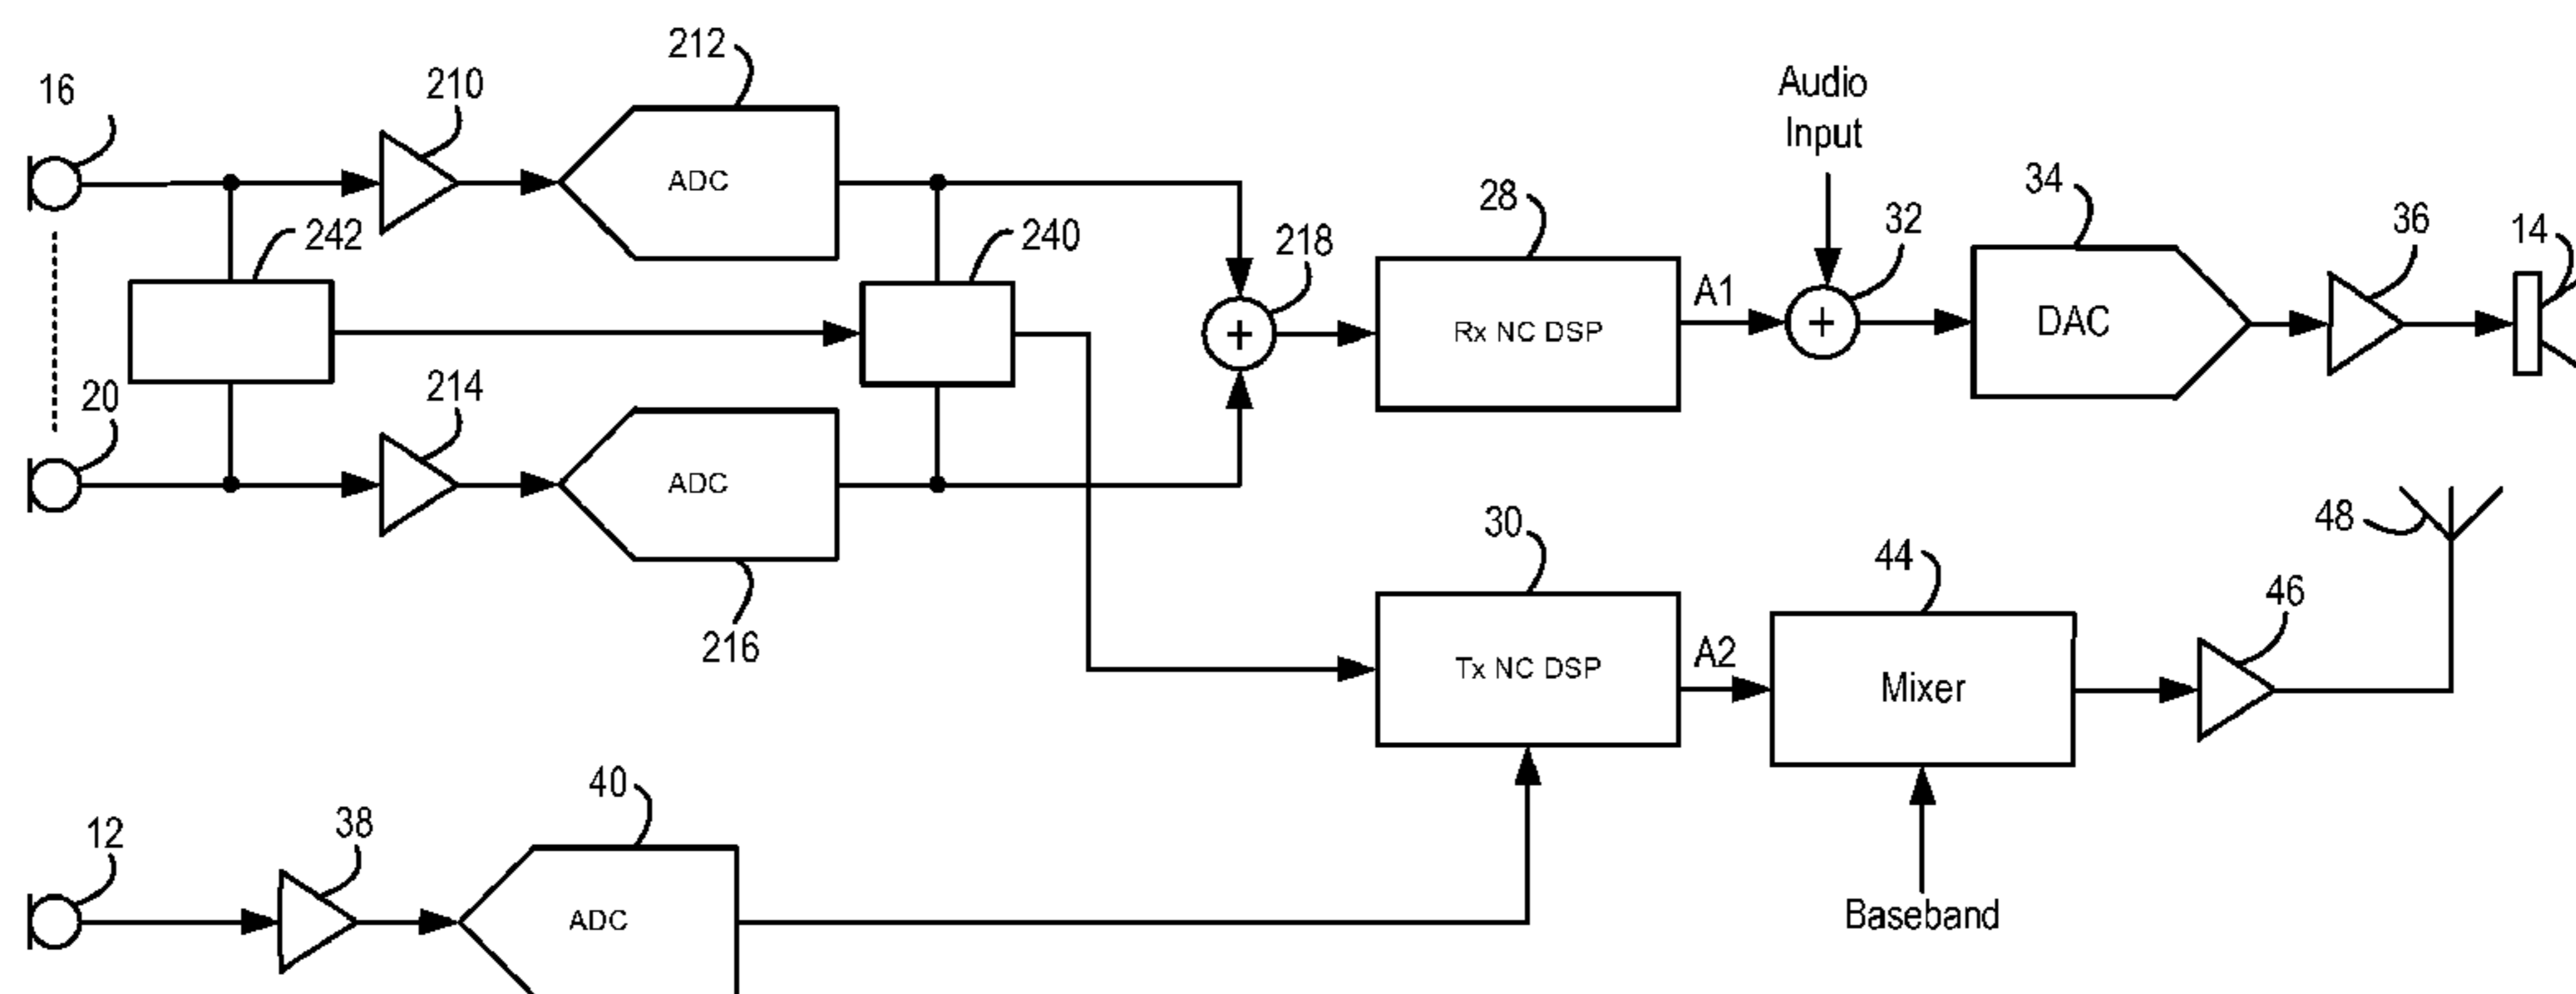 212
16
210
Audio
Input
ADC
34
28
32
36
14
242
240
218
A1
Rx NC DSP
DAC
20
214
ADC
30
48
44
46
216
A2
Tx NC DSP
Mixer
40
12
38
ADC
Baseband